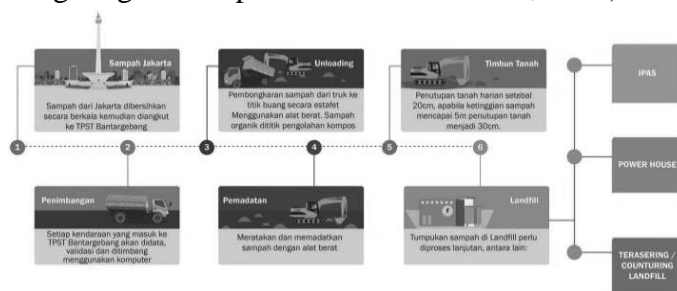 Sampah Jakarta
Sampah dari Jakarta dibersihkan
secara berkala kemudian diangkut
ke TPST Bantargebang
Unloading
Pembongkaran sampah dari truk ke
titik buang secara estafet
Menggunakan alat berat. Sampah
organik dititik pengolahan kompos
Timbun Tanah
Penutupan tanah harian setebal
20cm, apabila ketinggian sampah
mencapai 5m penutupan tanah
menjadi 30cm.
1
2
3
4
5
6
Penimbangan
Setiap kendaraan yang masuk ke
TPST Bantargebang akan didata,
validasi dan ditimbang
menggunakan komputer
Pemadatan
Meratakan dan memadatkan
sampah dengan alat berat
Landfill
Tumpukan sampah di Landfill perlu
diproses lanjutan, antara lain:
IPAS
POWER HOUSE
TERASERING /
COUNTURING
LANDFILL